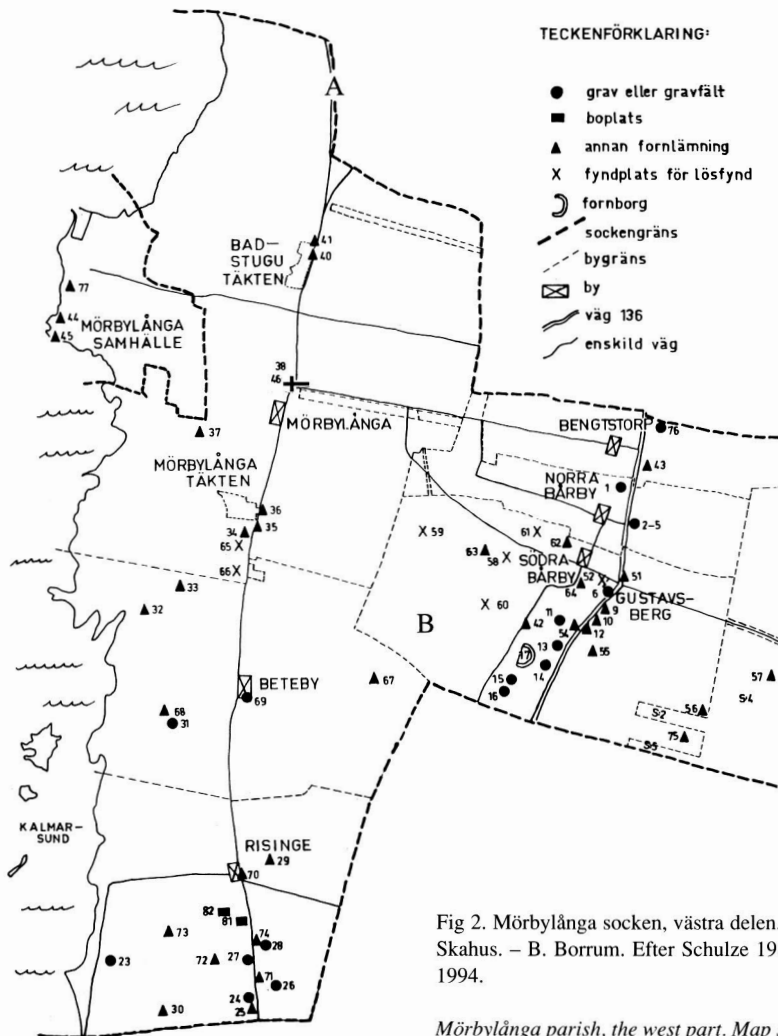 TECKENFÖRKLARING:
grav eller gravfält
boplats
annan fornlämning
fyndplats för lösfynd
fornborg
sockengräns
bygräns
by
väg 136
enskild väg
A
41
BAD-
STUGU
TÄKTEN
40
77
44
MÖRBYLÅNGA
SAMHÄLLE
45
38
46
37
MÖRBYLÅNGA
BENGTSTORP
76
43
NORRA
BÅRBY
1
2-5
MÖRBYLÅNGA
TÄKTEN
36
34
35
65
66
59
61
62
63
58
SÖDRA
BÅRBY
52
51
64
6
GUSTAVS-
BERG
33
32
60
B
42
11
9
10
54
12
13
55
17
14
15
16
67
57
S:4
56
S:2
75
S:5
BETEBY
69
68
31
KALMAR-
SUND
RISINGE
29
70
82
81
73
74
28
23
72
27
71
26
24
30
25
Fig 2. Mörbylånga socken, västra delen.
Skahus. – B. Borrum. Efter Schulze 19
1994.
Mörbylånga parish, the west part. Map